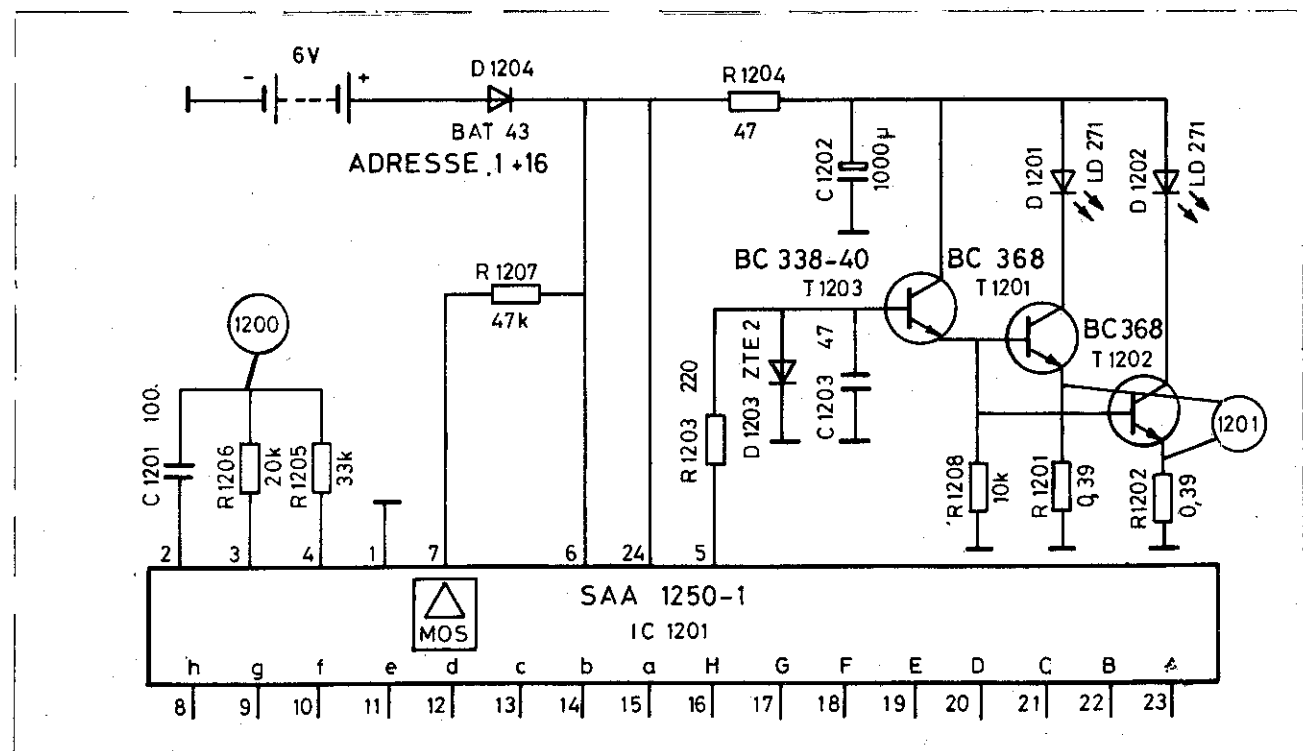 6V
- +
D 1204
BAT 43
ADRESSE.1+16
R 1204
47
C 1202
1000µ
D 1201
LD 271
D 1202
LD 271
BC 338-40
T 1203
BC 368
T 1201
BC 368
T 1202
R 1207
47k
1200
C 1201
100.
R 1206
20k
R 1205
33k
R 1203
220
D 1203
ZTE 2
C 1203
47
R 1208
10k
R 1201
0,39
R 1202
0,39
1201
2 3 4 1 7 6 24 5
SAA 1250-1
IC 1201
MOS
h g f e d c b a H G F E D C B
8 9 10 11 12 13 14 15 16 17 18 19 20 21 22 23